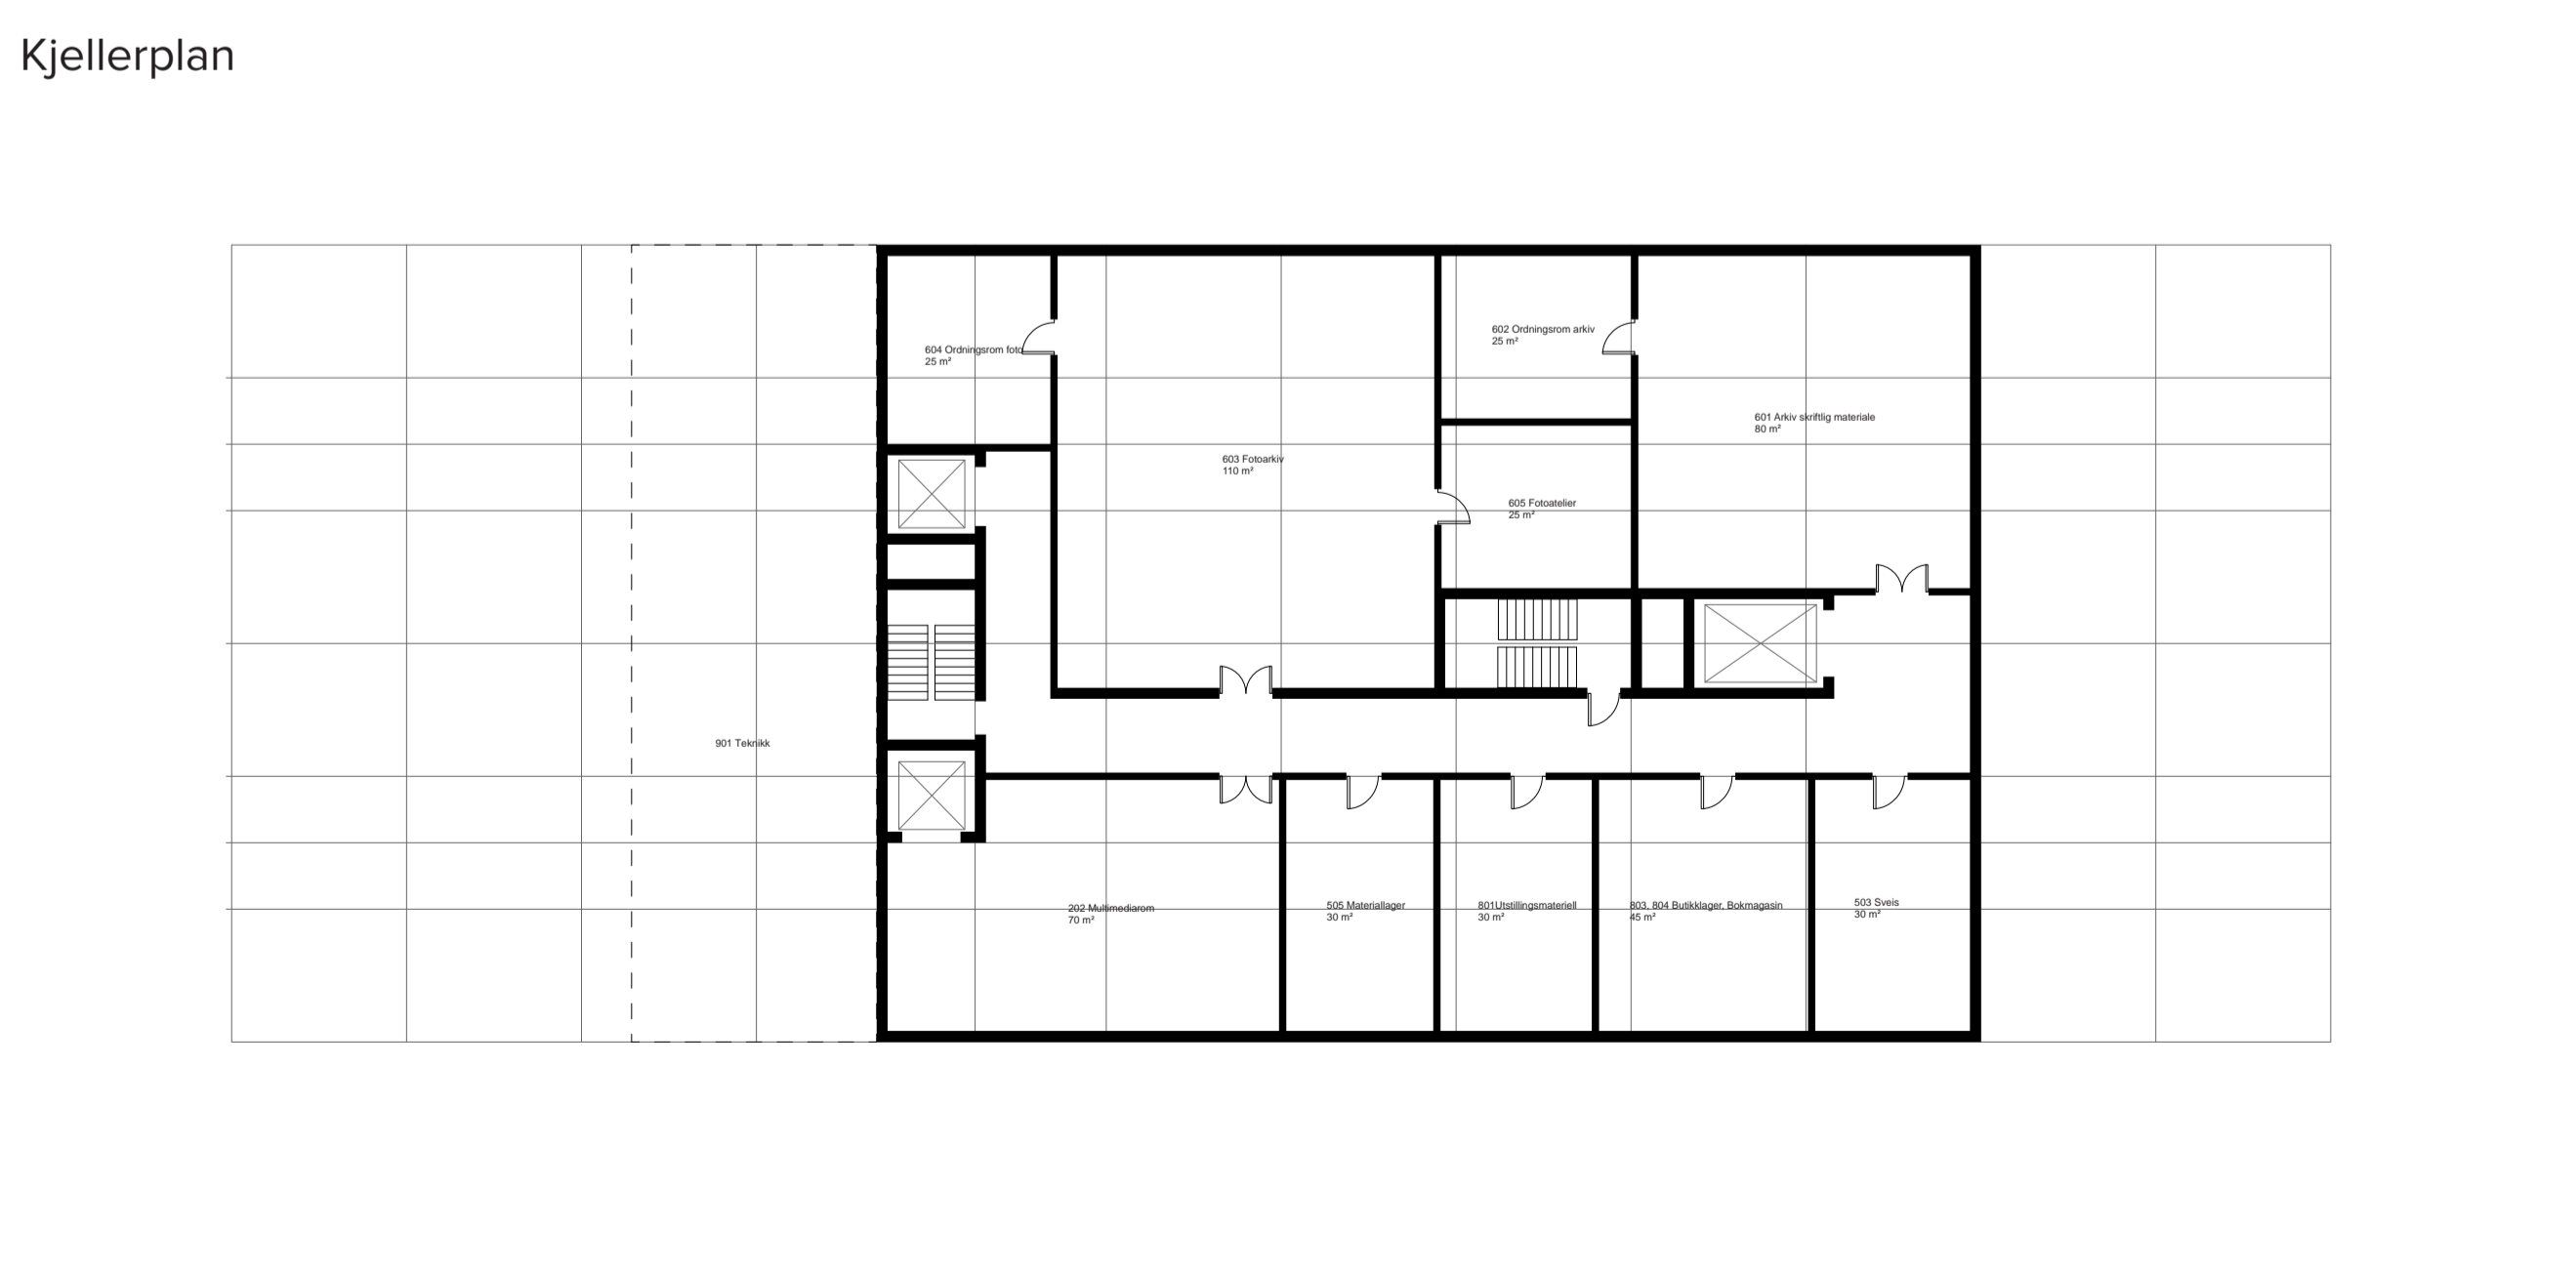 Kjellerplan
602 Ordningsrom arkiv
25 m²
604 Ordningsrom foto
25 m²
601 Arkiv skriftlig materiale
80 m²
603 Fotoarkiv
110 m²
605 Fotoatelier
25 m²
901 Teknikk
202 Multimediarom
70 m²
505 Materiallager
30 m²
801Utstillingsmateriell
30 m²
803, 804 Butikklager, Bokmagasin
45 m²
503 Sveis
30 m²